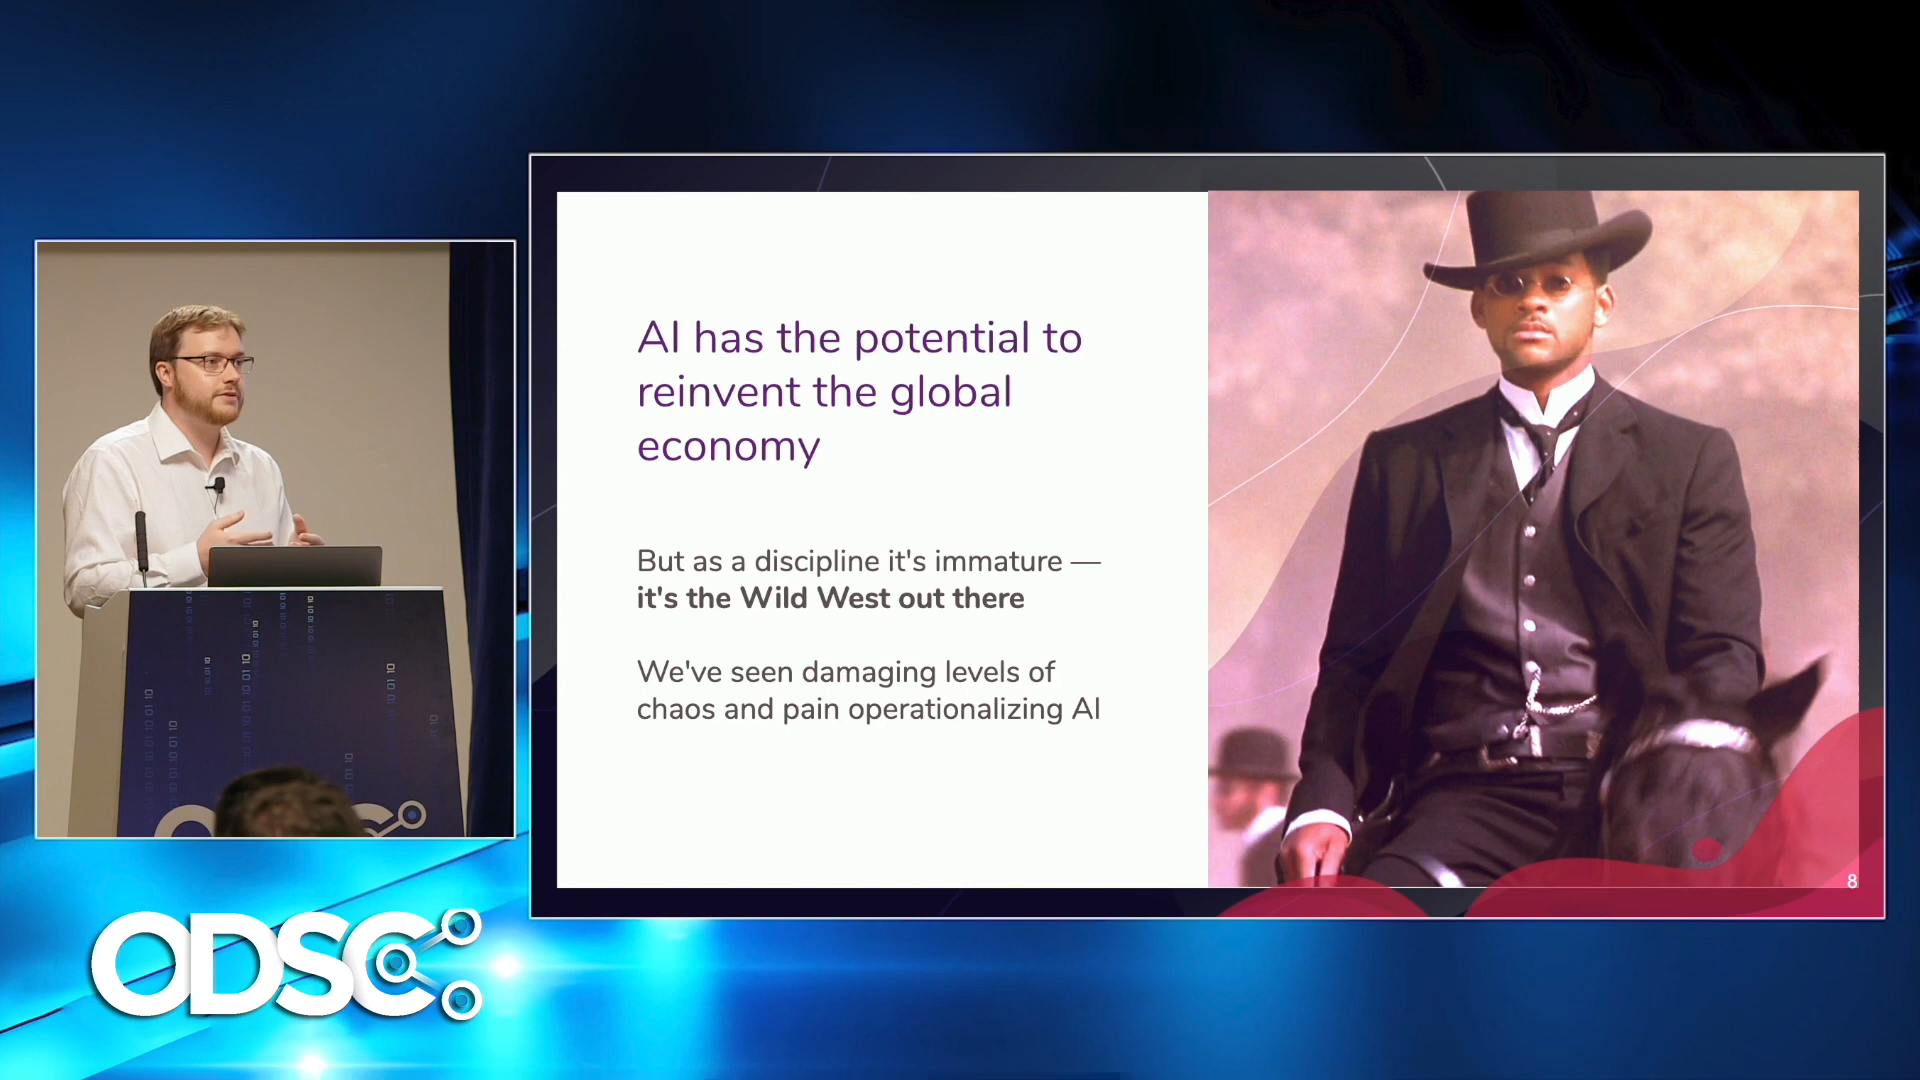 AI has the potential to
reinvent the global
economy
But as a discipline it's immature —
it's the Wild West out there
We've seen damaging levels of
chaos and pain operationalizing AI
8
ODSC